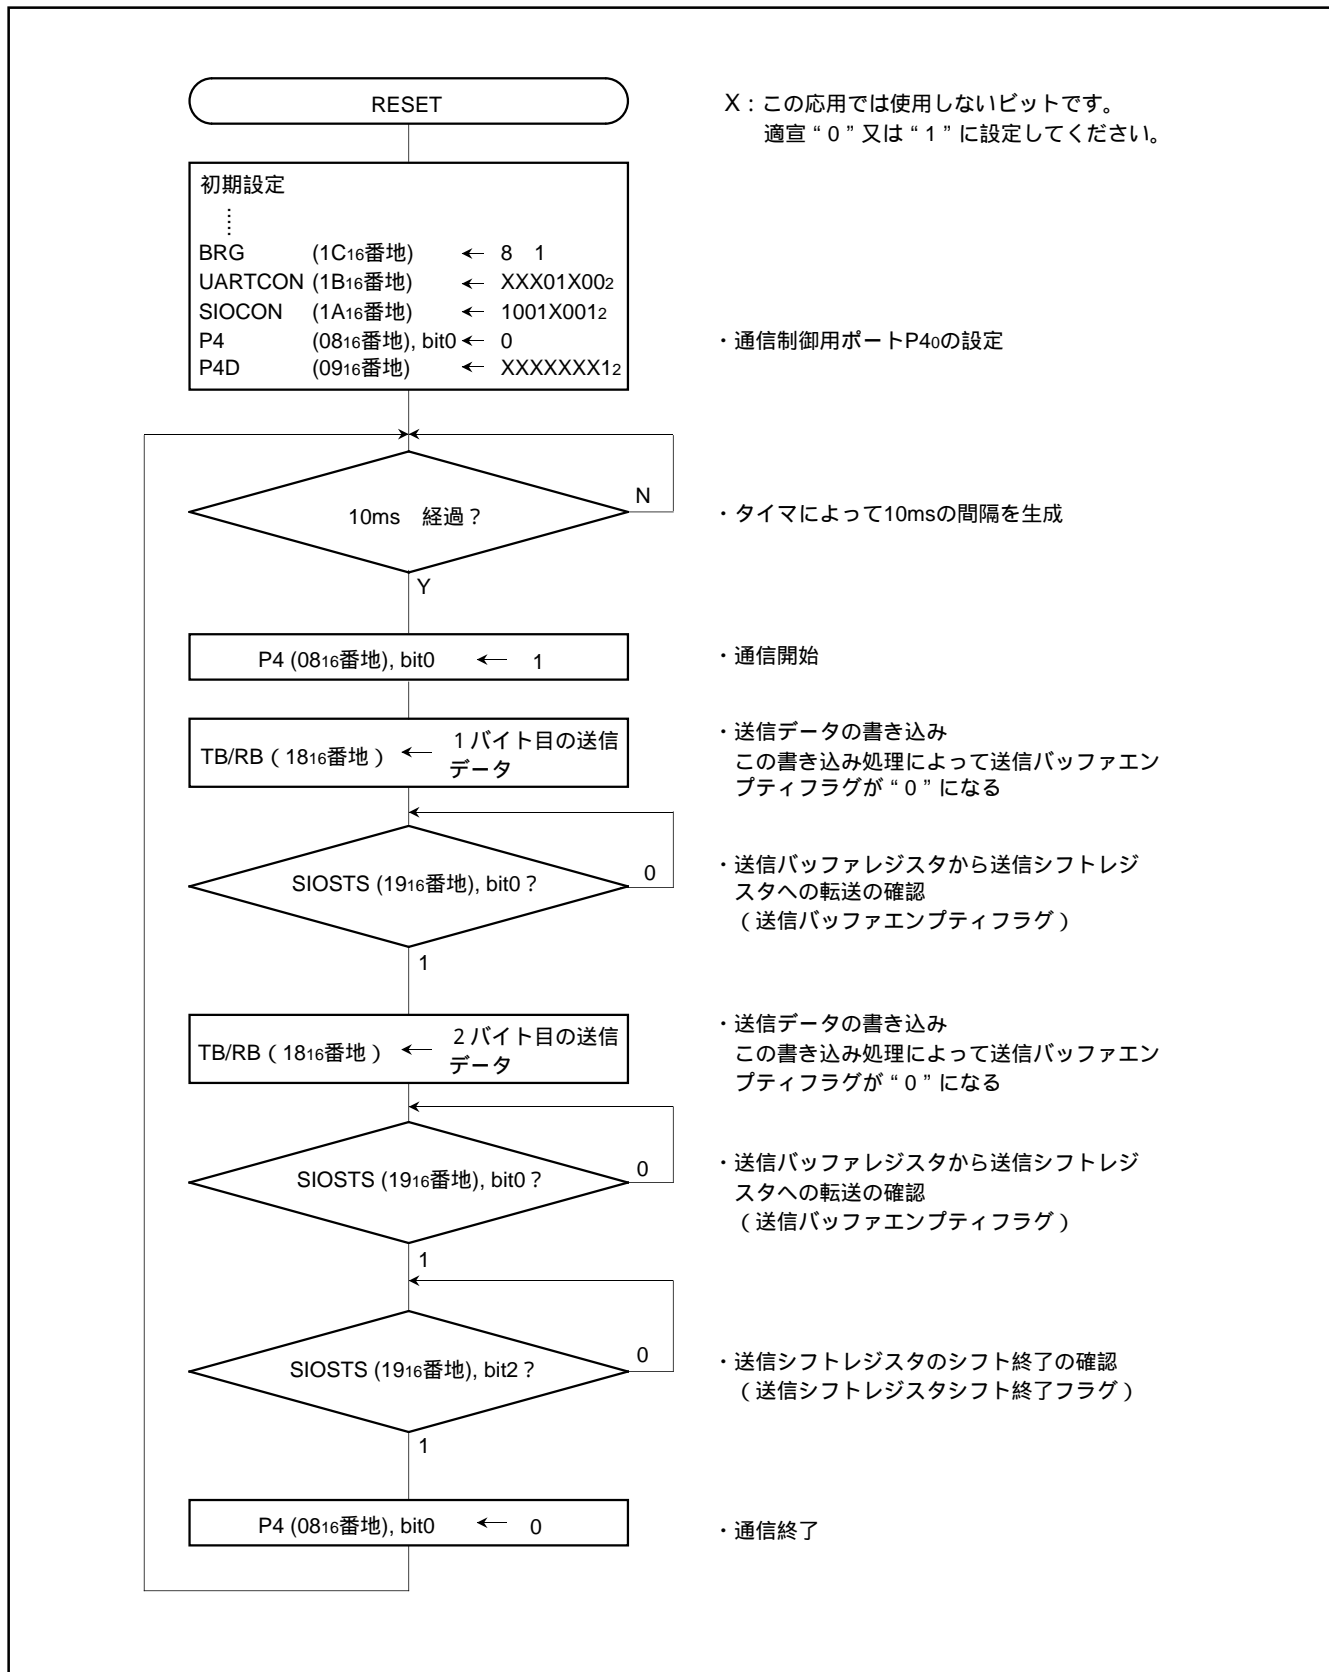 RESET
X：この応用では使用しないビットです。
適宣“0”又は“1”に設定してください。
初期設定
BRG (1C16番地) ← 8 1
UARTCON (1B16番地) ← XXX01X002
SIOCON (1A16番地) ← 1001X0012
P4 (0816番地), bit0 ← 0
P4D (0916番地) ← XXXXXXX12
・通信制御用ポートP40の設定
10ms 経過？
N
Y
・タイマによって10msの間隔を生成
P4 (0816番地), bit0 ← 1
・通信開始
TB/RB（1816番地） ← 1バイト目の送信
データ
・送信データの書き込み
この書き込み処理によって送信バッファエン
プティフラグが“0”になる
SIOSTS (1916番地), bit0？
0
1
・送信バッファレジスタから送信シフトレジ
スタへの転送の確認
（送信バッファエンプティフラグ）
TB/RB（1816番地） ← 2バイト目の送信
データ
・送信データの書き込み
この書き込み処理によって送信バッファエン
プティフラグが“0”になる
SIOSTS (1916番地), bit0？
0
1
・送信バッファレジスタから送信シフトレジ
スタへの転送の確認
（送信バッファエンプティフラグ）
SIOSTS (1916番地), bit2？
0
1
・送信シフトレジスタのシフト終了の確認
（送信シフトレジスタシフト終了フラグ）
P4 (0816番地), bit0 ← 0
・通信終了